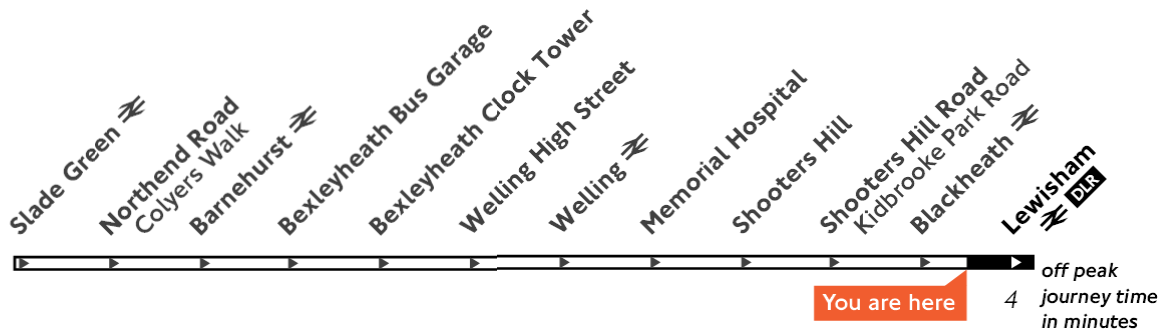 Slade Green
Northend Road
Colyers Walk
Barnehurst
Bexleyheath Bus Garage
Bexleyheath Clock Tower
Welling High Street
Welling
Memorial Hospital
Shooters Hill
Shooters Hill Road
Kidbrooke Park Road
Blackheath
Lewisham
DLR
You are here
4
off peak
journey time
in minutes